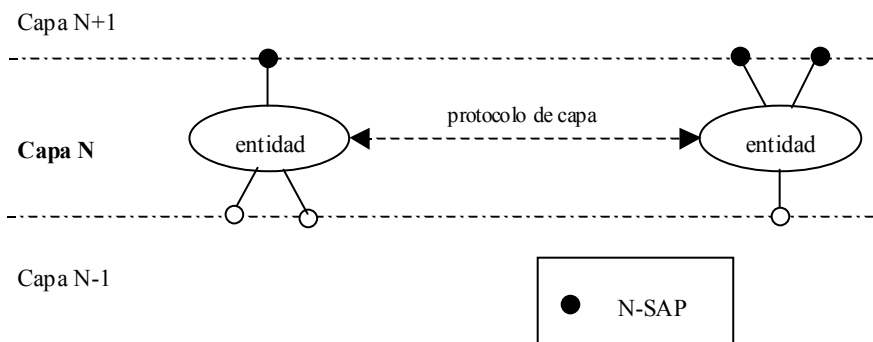 Capa N+1
protocolo de capa
entidad
entidad
Capa N
Capa N-1
N-SAP